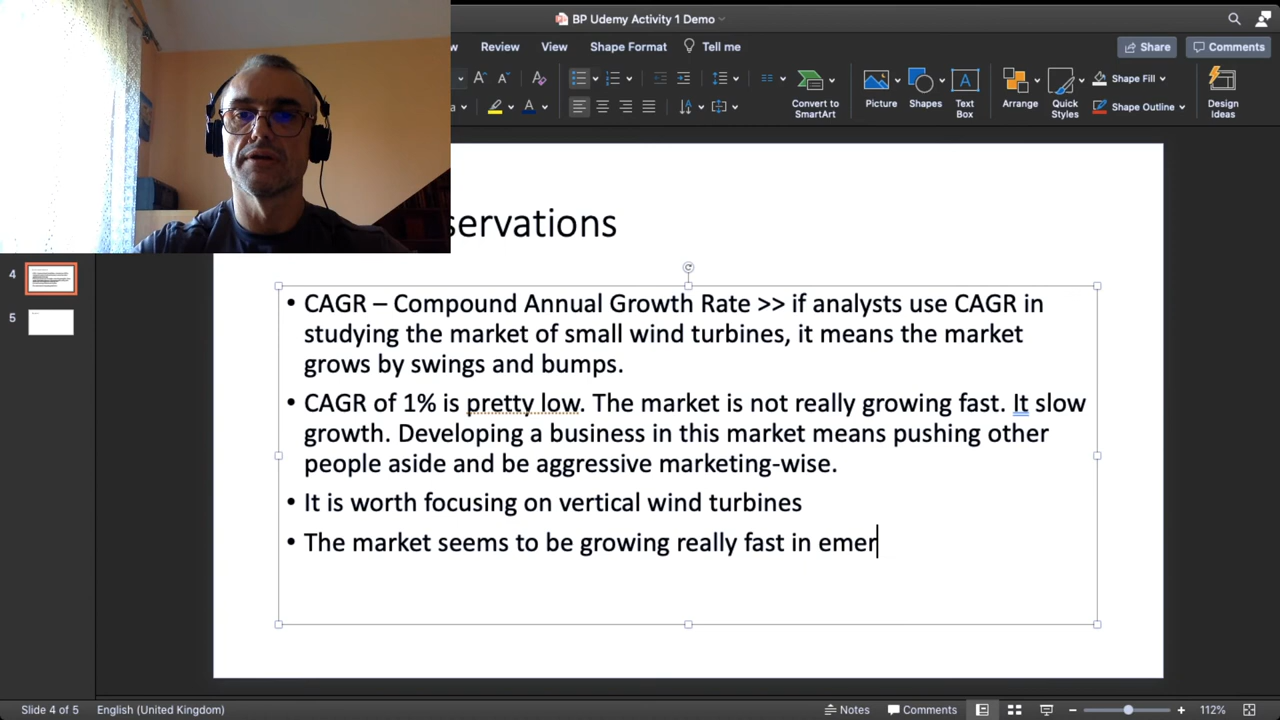 BP Udemy Activity 1 Demo
Review View Shape Format Tell me
Share Comments
Convert to
SmartArt
Picture Shapes Text
Box
Arrange Quick
Styles
Shape Fill
Shape Outline
Design
Ideas
servations
4
5
• CAGR – Compound Annual Growth Rate >> if analysts use CAGR in
studying the market of small wind turbines, it means the market
grows by swings and bumps.
• CAGR of 1% is pretty low. The market is not really growing fast. It slow
growth. Developing a business in this market means pushing other
people aside and be aggressive marketing-wise.
• It is worth focusing on vertical wind turbines
• The market seems to be growing really fast in emer
Slide 4 of 5 English (United Kingdom) Notes Comments 112%